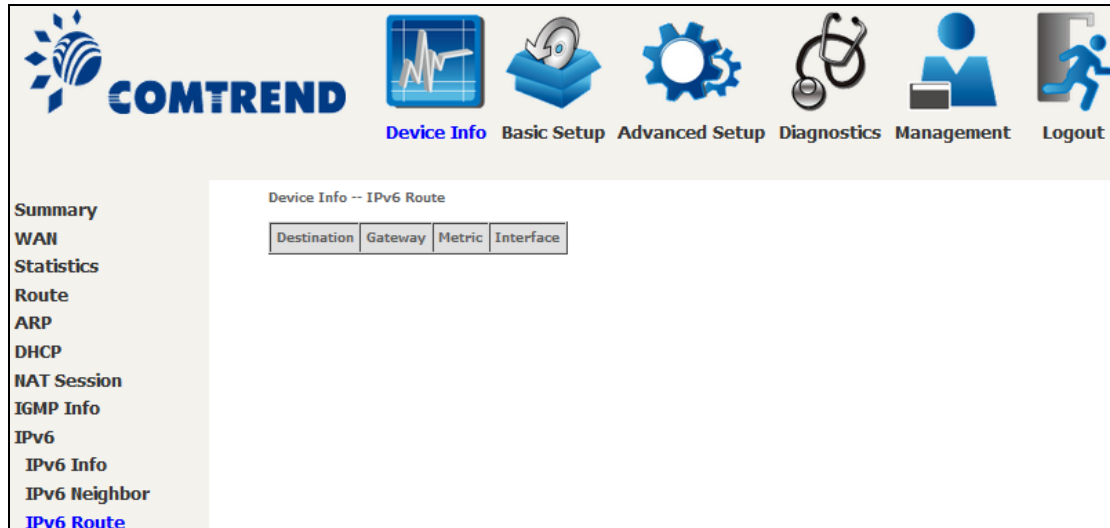 COMTREND
Device Info Basic Setup Advanced Setup Diagnostics Management Logout
Device Info -- IPv6 Route
Destination Gateway Metric Interface
Summary
WAN
Statistics
Route
ARP
DHCP
NAT Session
IGMP Info
IPv6
IPv6 Info
IPv6 Neighbor
IPv6 Route